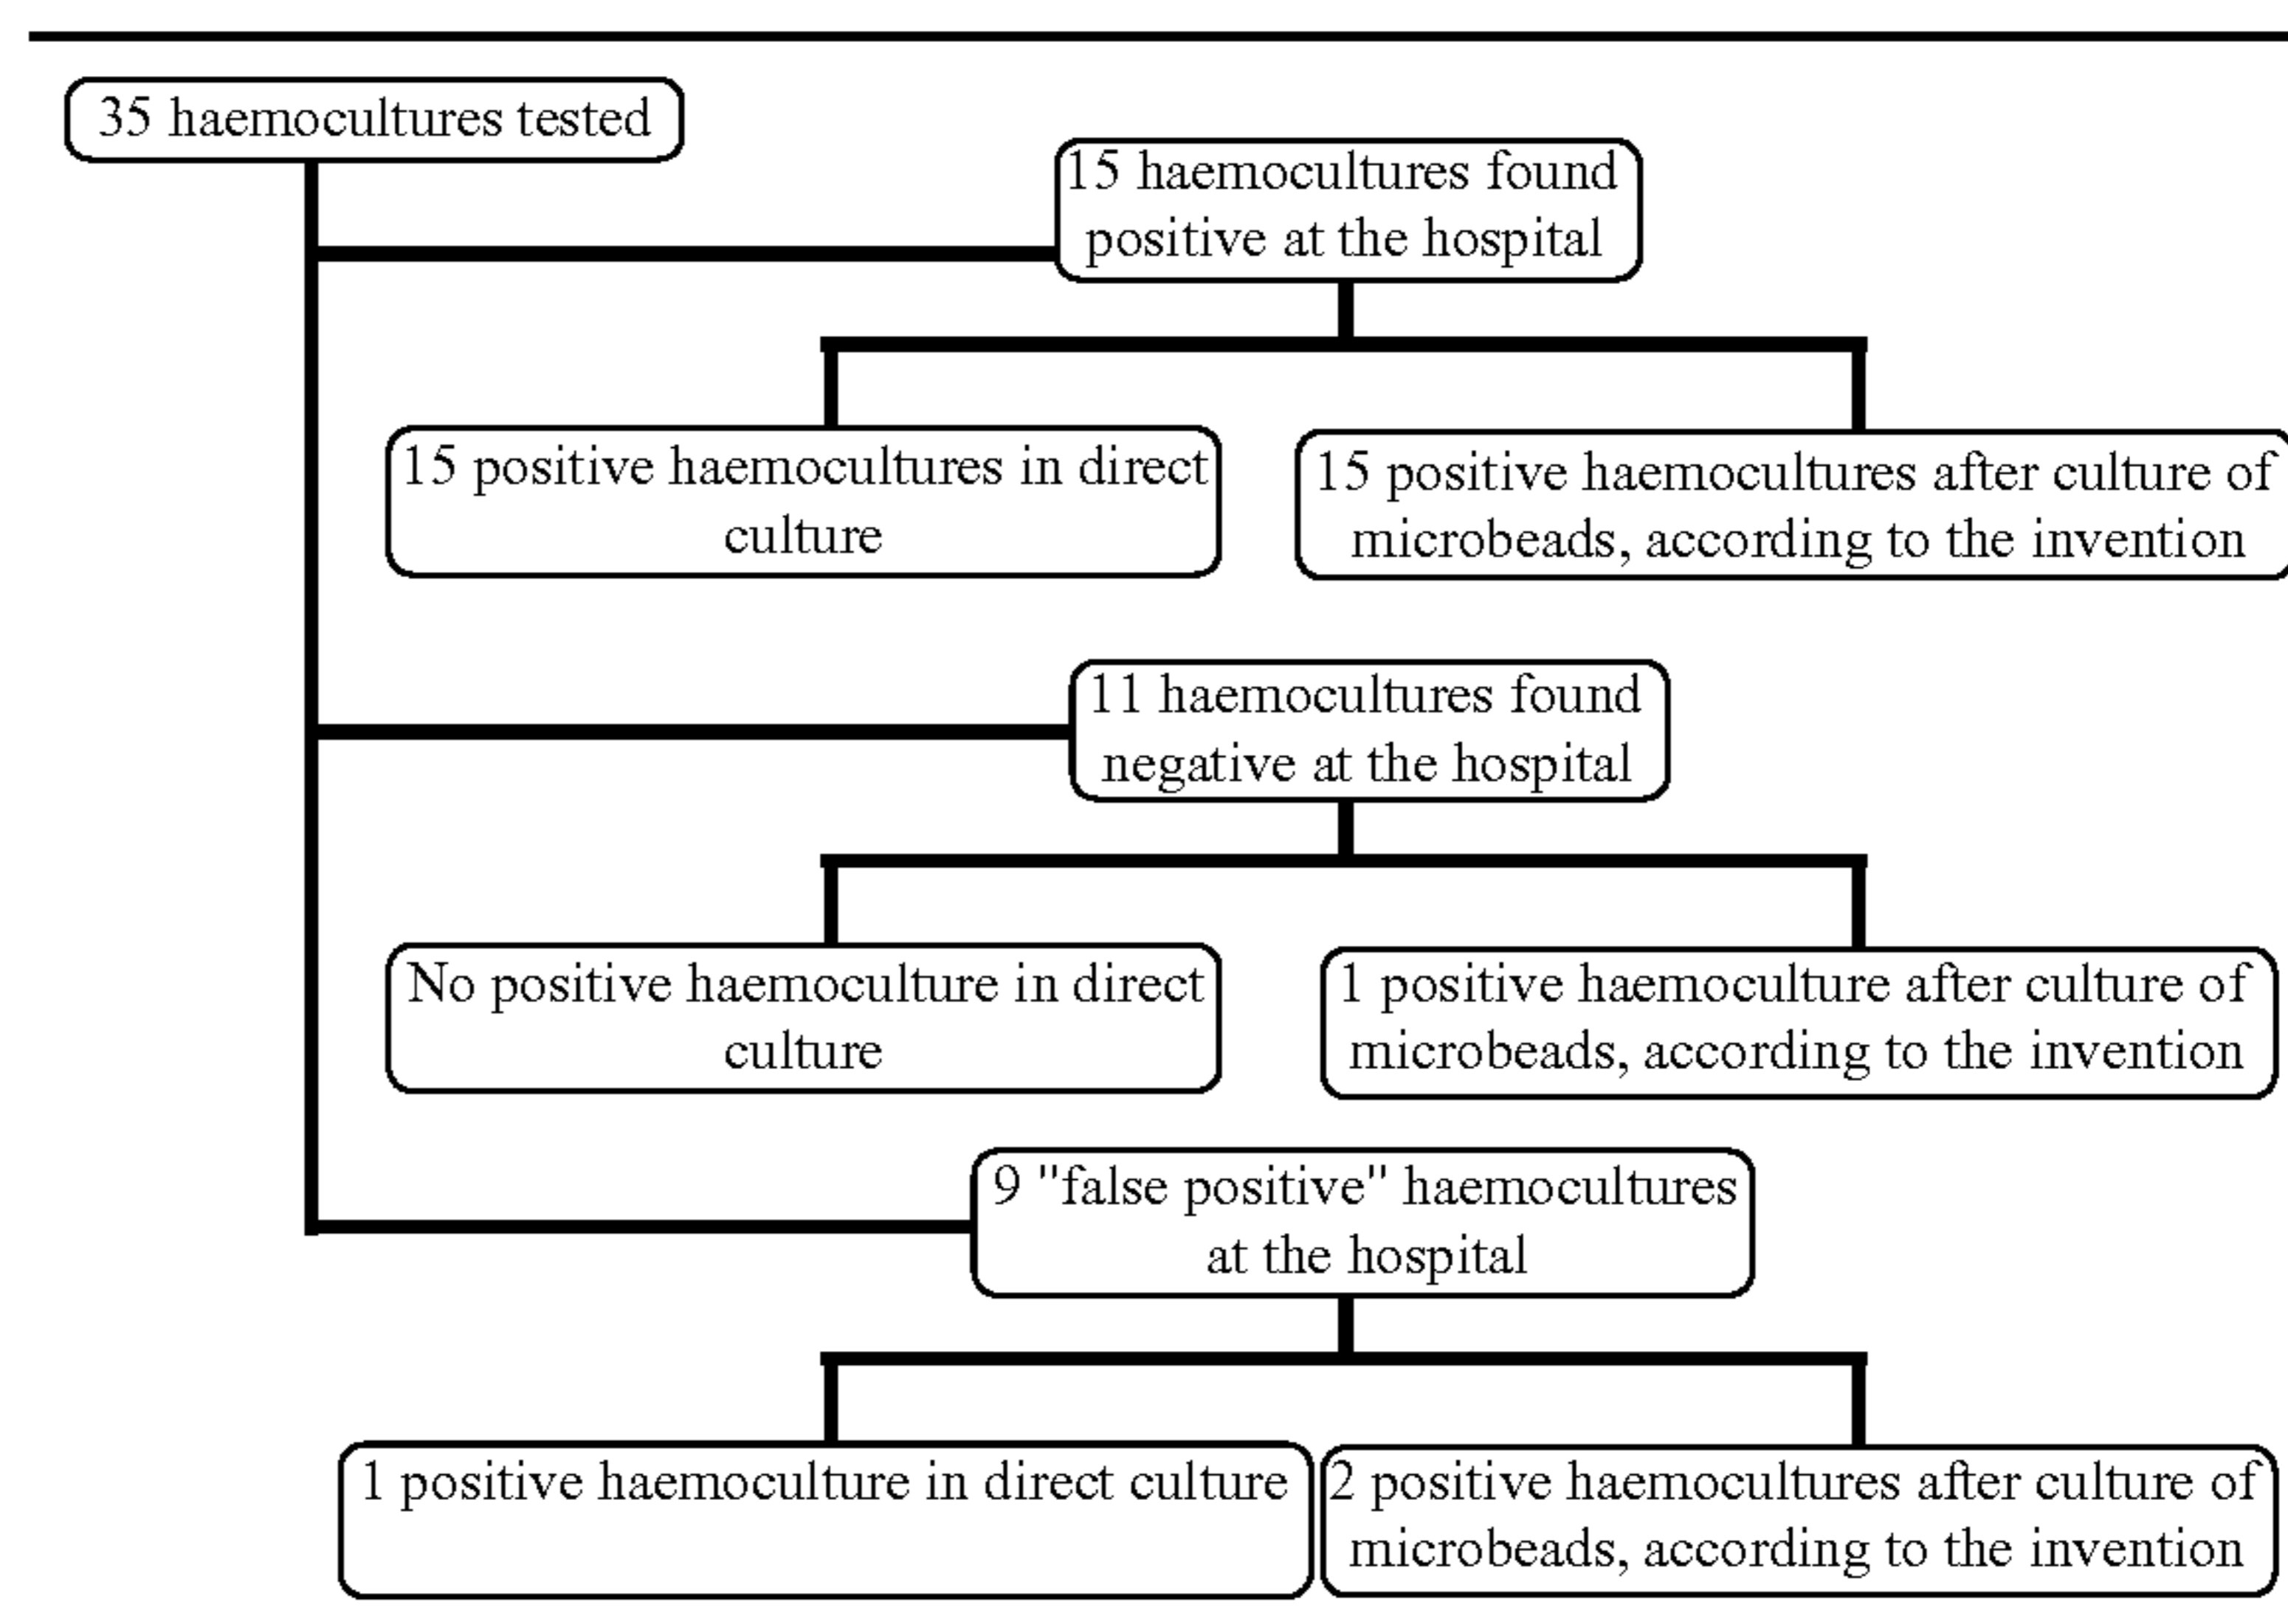 35 haemocultures tested
15 haemocultures found
positive at the hospital
15 positive haemocultures in direct
culture
15 positive haemocultures after culture of
microbeads, according to the invention
11 haemocultures found
negative at the hospital
No positive haemoculture in direct
culture
1 positive haemoculture after culture of
microbeads, according to the invention
9 "false positive" haemocultures
at the hospital
1 positive haemoculture in direct culture
2 positive haemocultures after culture of
microbeads, according to the invention